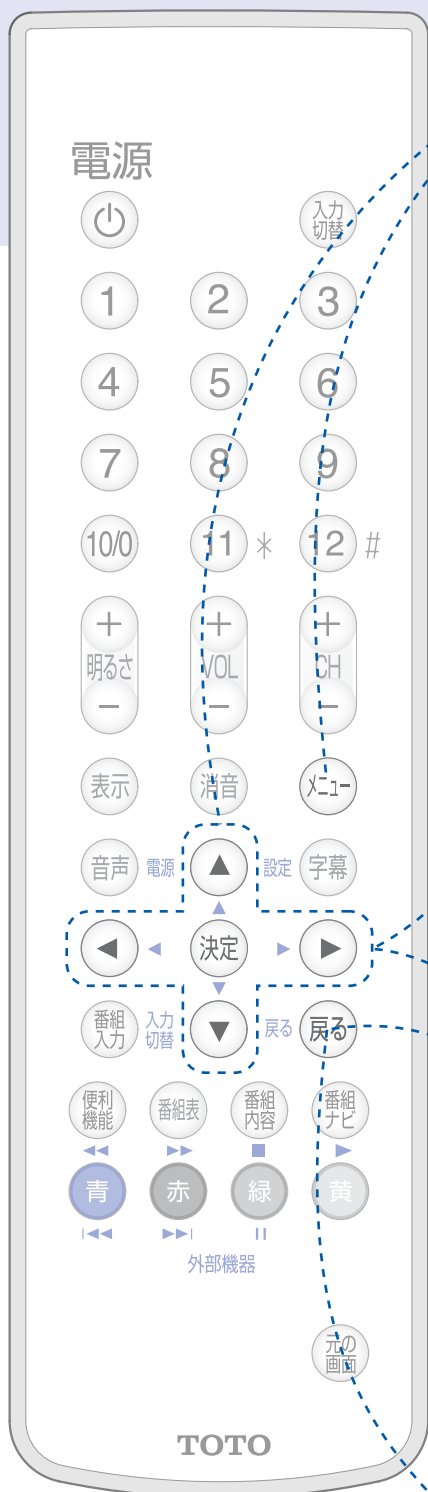 電源
入力
切替
1 2 3
4 5 6
7 8 9
10/0 11 * 12 #
+ + +
明るさ VOL CH
− − −
表示 消音 メニュー
音声 電源 ▲ 設定 字幕
▲
◀ ◀ 決定 ▶ ▶
▼
番組
入力
入力
切替
▼ 戻る 戻る
便利
機能
番組表
番組
内容
番組
ナビ
◀◀ ▶▶ ■ ▶
青 赤 緑 黄
|◀◀ ▶▶| II
外部機器
元の
画面
TOTO